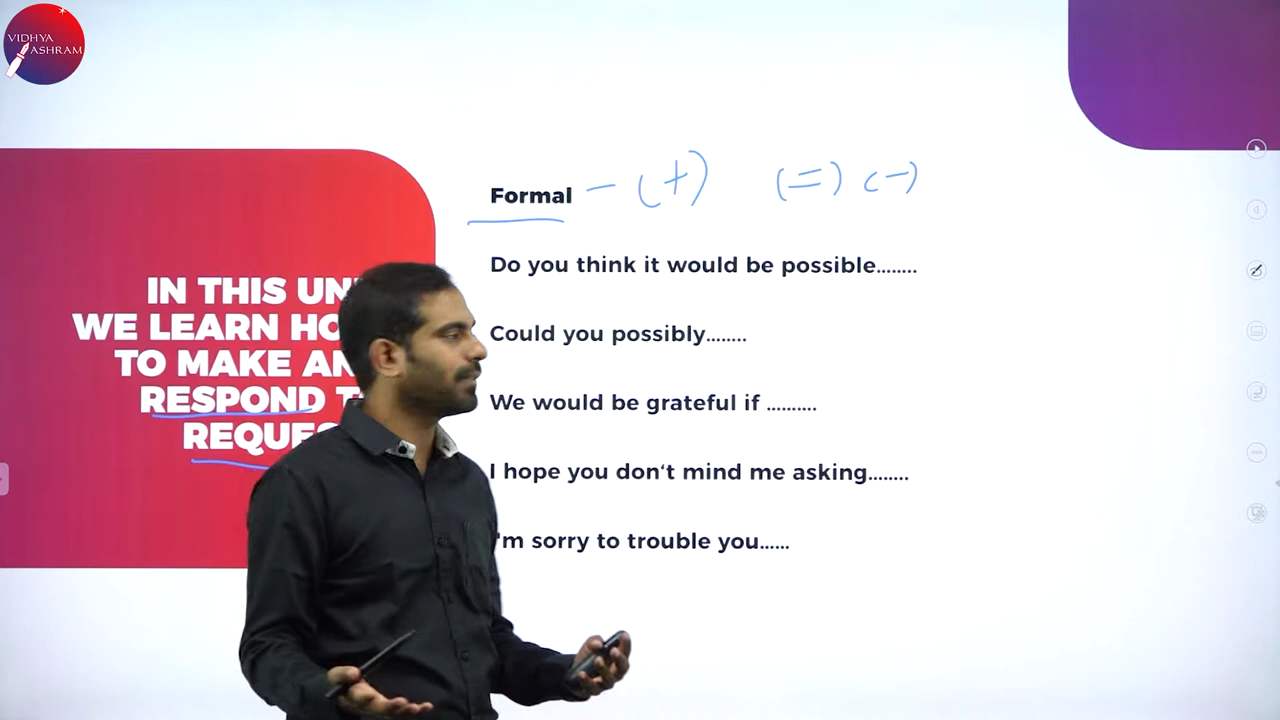 VIDHYA
ASHRAM
Formal – (+) (=) (-)
Do you think it would be possible........
IN THIS UN
WE LEARN HO
Could you possibly........
TO MAKE AN
RESPOND T
We would be grateful if ..........
REQUES
I hope you don't mind me asking........
I'm sorry to trouble you......